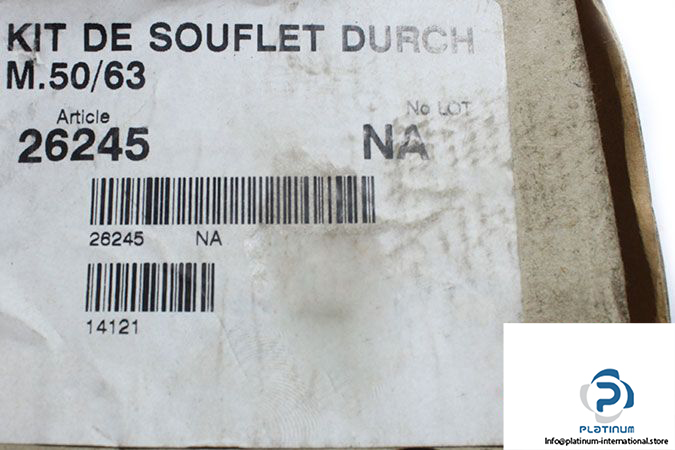 KIT DE SOUFLET DURCH
M.50/63
Article No LOT
26245 NA
26245 NA
14121
PLATINUM
Info@platinum-international.store